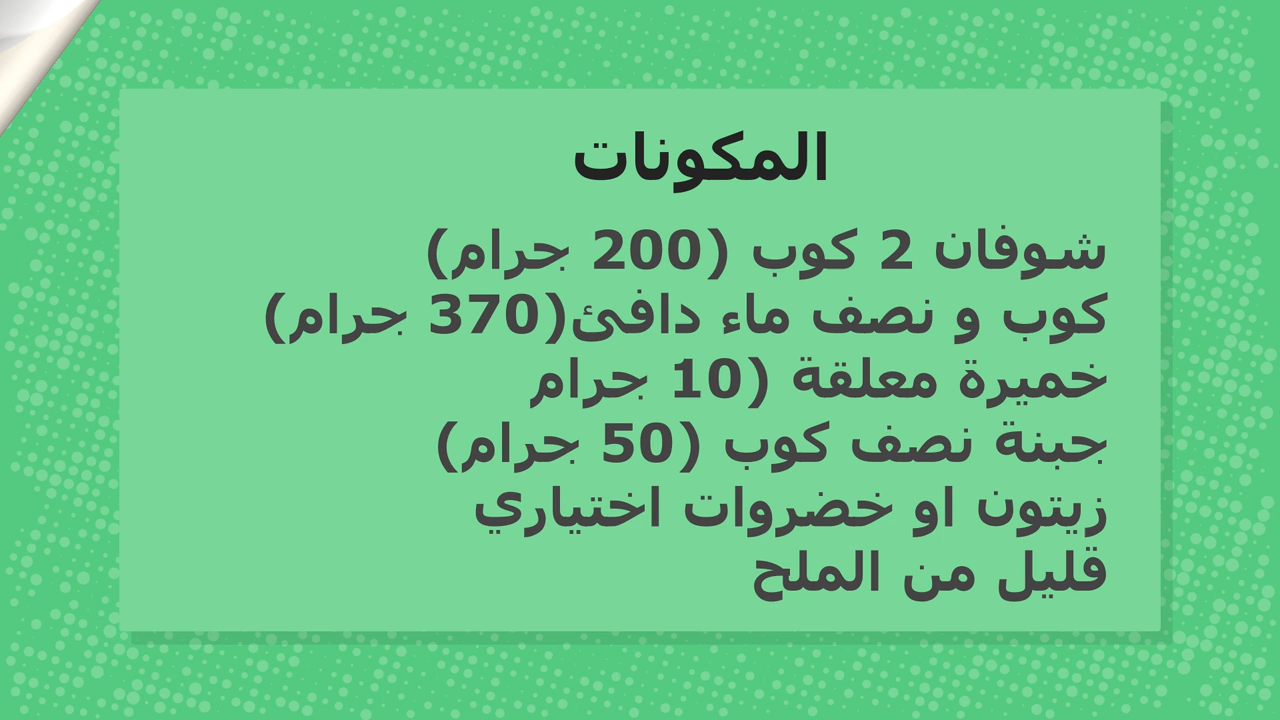 المكونات
شوفان 2 كوب (200 جرام)
كوب و نصف ماء دافئ(370 جرام)
خميرة معلقة (10 جرام
جبنة نصف كوب (50 جرام)
زيتون او خضروات اختياري
قليل من الملح